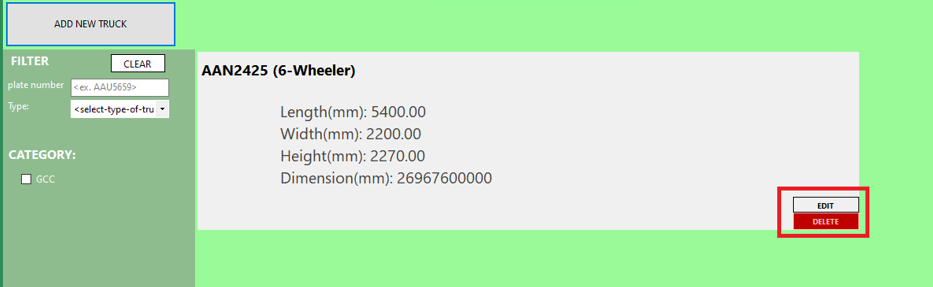 ADD NEW TRUCK
FILTER
CLEAR
plate number
<ex. AAU5659>
Type:
<select-type-of-tru
CATEGORY:
GCC
AAN2425 (6-Wheeler)
Length(mm): 5400.00
Width(mm): 2200.00
Height(mm): 2270.00
Dimension(mm): 26967600000
EDIT
DELETE